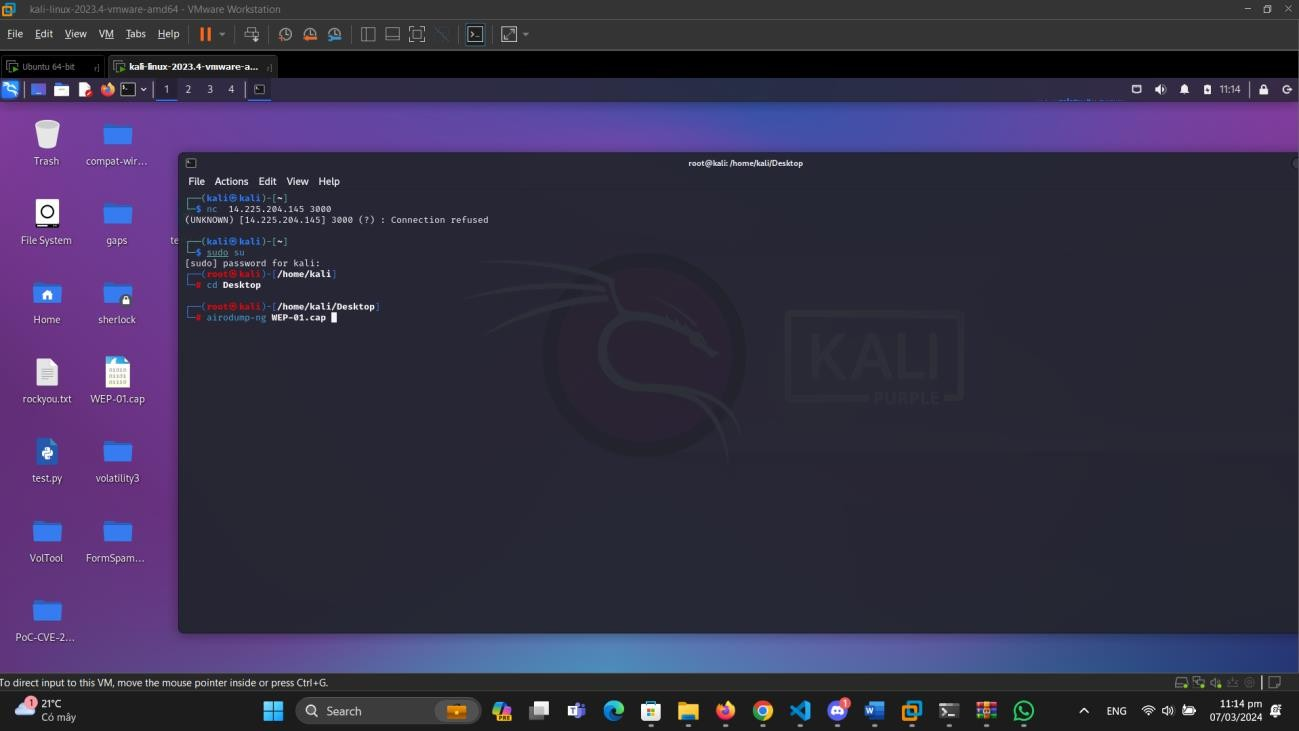 kali-linux-2023.4-vmware-amd64 - VMware Workstation
File Edit View VM Tabs Help
Ubuntu 64-bit
kali-linux-2023.4-vmware-a...
1 2 3 4
11:14
Trash
compat-wir...
root@kali: /home/kali/Desktop
File Actions Edit View Help
┌──(kali㉿kali)-[~]
└─$ nc  14.225.204.145 3000
(UNKNOWN) [14.225.204.145] 3000 (?) : Connection refused
┌──(kali㉿kali)-[~]
└─$ sudo su
[sudo] password for kali:
┌──(root㉿kali)-[/home/kali]
└─# cd Desktop
┌──(root㉿kali)-[/home/kali/Desktop]
└─# airodump-ng WEP-01.cap
KALI
PURPLE
File System
gaps
te
Home
sherlock
rockyou.txt
WEP-01.cap
test.py
volatility3
VolTool
FormSpam...
PoC-CVE-2...
To direct input to this VM, move the mouse pointer inside or press Ctrl+G.
1
21°C
Có mây
Search
PRE
1
ENG
11:14 pm
07/03/2024